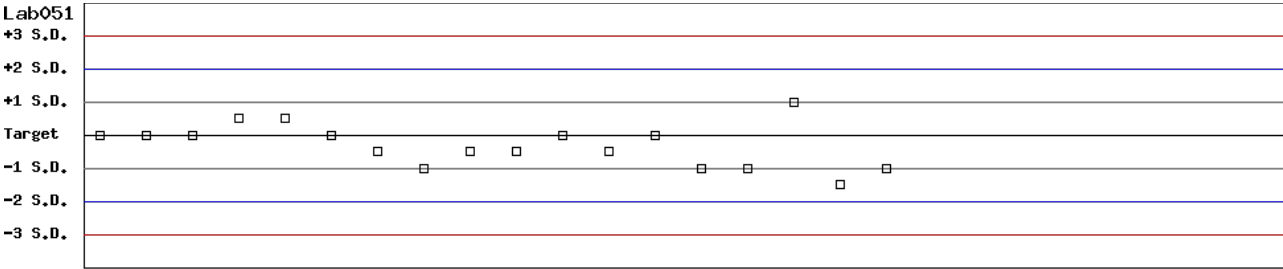 Lab051
+3 S.D.
+2 S.D.
+1 S.D.
Target
-1 S.D.
-2 S.D.
-3 S.D.